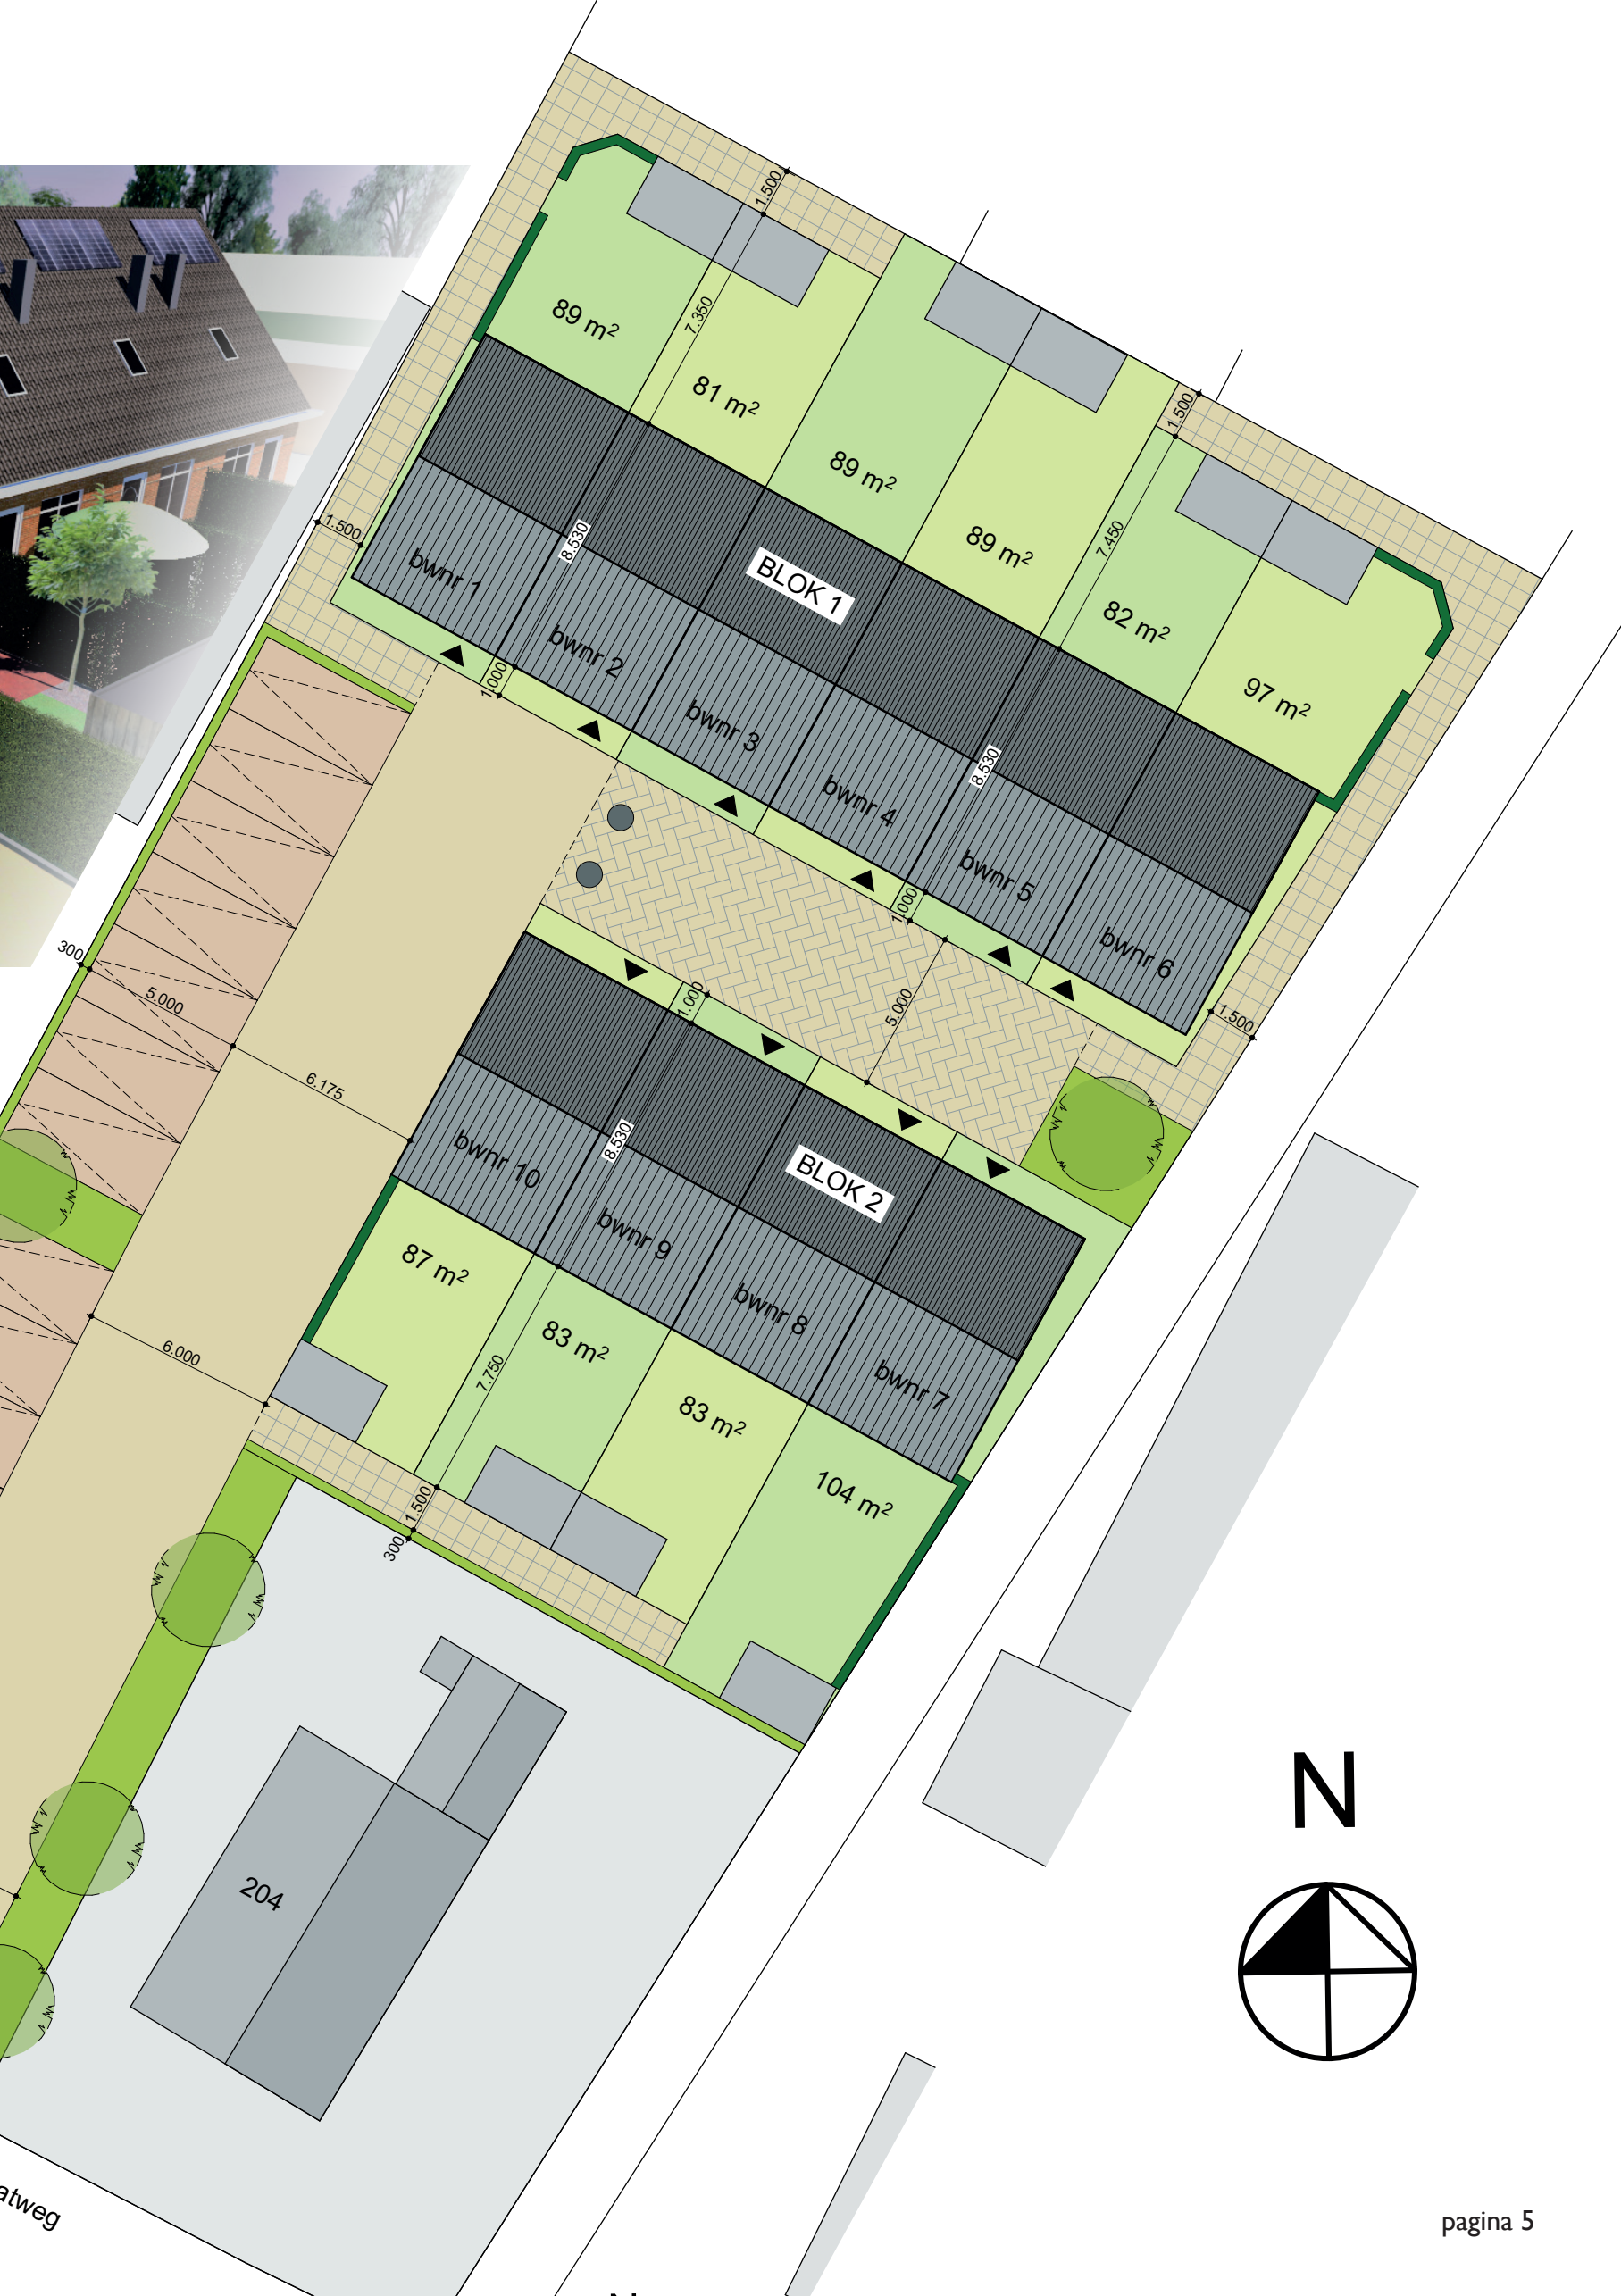 1.500
7.350
89 m²
81 m²
1.500
89 m²
89 m²
7.450
82 m²
97 m²
1.500
8.530
bwnr 1
BLOK 1
bwnr 2
1.000
bwnr 3
8.530
bwnr 4
bwnr 5
1.000
bwnr 6
300
5.000
1.000
5.000
1.500
6.175
8.530
bwnr 10
BLOK 2
bwnr 9
bwnr 8
bwnr 7
87 m²
83 m²
6.000
7.750
83 m²
104 m²
1.500
300
204
N
atweg
pagina 5